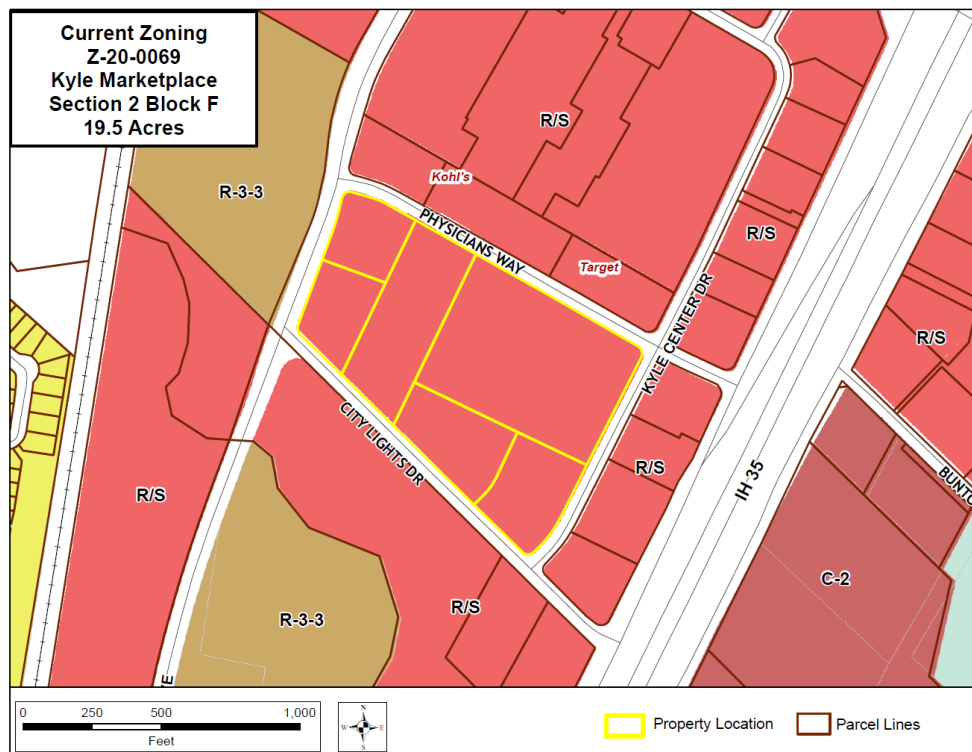 Current Zoning
Z-20-0069
Kyle Marketplace
Section 2 Block F
19.5 Acres
R/S
Kohl's
R-3-3
PHYSICIANS WAY
R/S
Target
KYLE CENTER DR
R/S
CITY LIGHTS DR
R/S
IH 35
BUNTO
R/S
C-2
R/S
R-3-3
VE
0 250 500 1,000
Feet
N
W E
S
Property Location
Parcel Lines